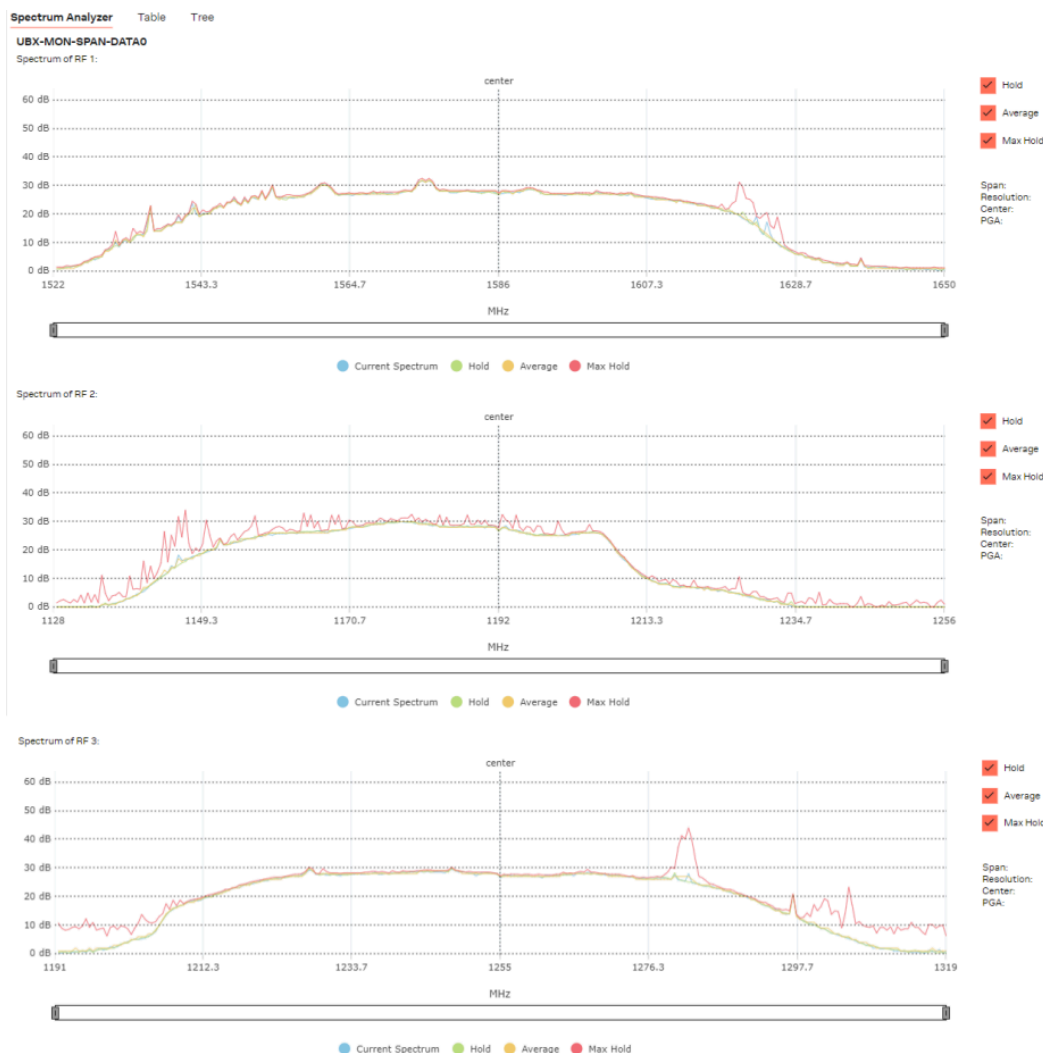 Spectrum Analyzer Table Tree
UBX-MON-SPAN-DATA0
Spectrum of RF 1:
center
60 dB
50 dB
40 dB
30 dB
20 dB
10 dB
0 dB
1522 1543.3 1564.7 1586 1607.3 1628.7 1650
MHz
Current Spectrum Hold Average Max Hold
Hold
Average
Max Hold
Span:
Resolution:
Center:
PGA:
Spectrum of RF 2:
center
60 dB
50 dB
40 dB
30 dB
20 dB
10 dB
0 dB
1128 1149.3 1170.7 1192 1213.3 1234.7 1256
MHz
Current Spectrum Hold Average Max Hold
Hold
Average
Max Hold
Span:
Resolution:
Center:
PGA:
Spectrum of RF 3:
center
60 dB
50 dB
40 dB
30 dB
20 dB
10 dB
0 dB
1191 1212.3 1233.7 1255 1276.3 1297.7 1319
MHz
Current Spectrum Hold Average Max Hold
Hold
Average
Max Hold
Span:
Resolution:
Center:
PGA: